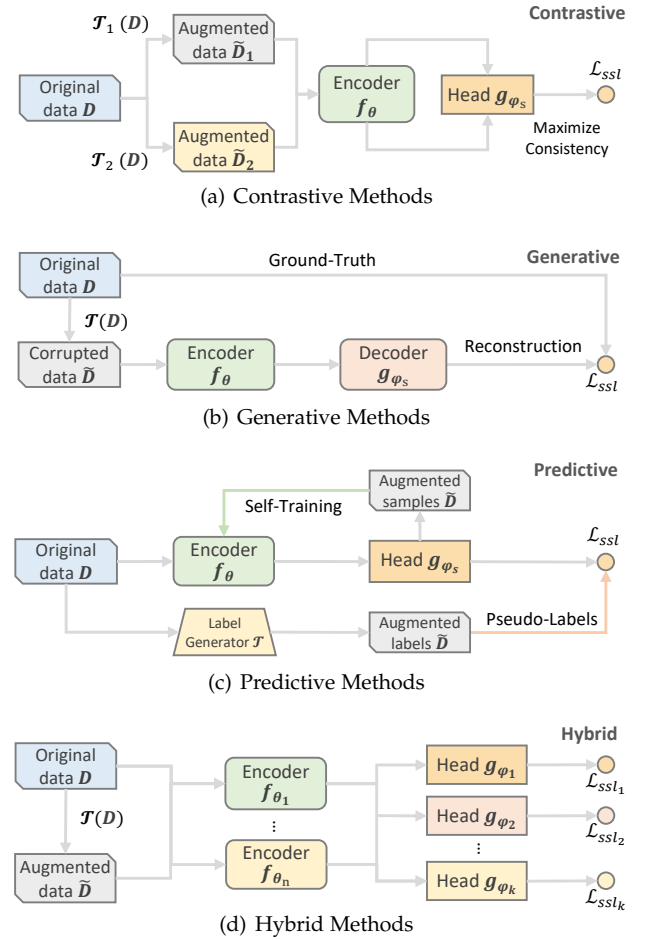 Contrastive
𝒯₁ (D)
Augmented
data D̃₁
Original
data D
Encoder
f_θ
Head g_φₛ
ℒ_ssl
𝒯₂ (D)
Augmented
data D̃₂
Maximize
Consistency
(a) Contrastive Methods
Generative
Original
data D
Ground-Truth
𝒯(D)
Corrupted
data D̃
Encoder
f_θ
Decoder
g_φₛ
Reconstruction
ℒ_ssl
(b) Generative Methods
Predictive
Augmented
samples D̃
Self-Training
Original
data D
Encoder
f_θ
Head g_φₛ
ℒ_ssl
Label
Generator 𝒯
Augmented
labels D̃
Pseudo-Labels
(c) Predictive Methods
Hybrid
Original
data D
𝒯(D)
Augmented
data D̃
Encoder
f_θ₁
⋮
Encoder
f_θₙ
Head g_φ₁
ℒ_ssl₁
Head g_φ₂
ℒ_ssl₂
⋮
Head g_φₖ
ℒ_sslₖ
(d) Hybrid Methods